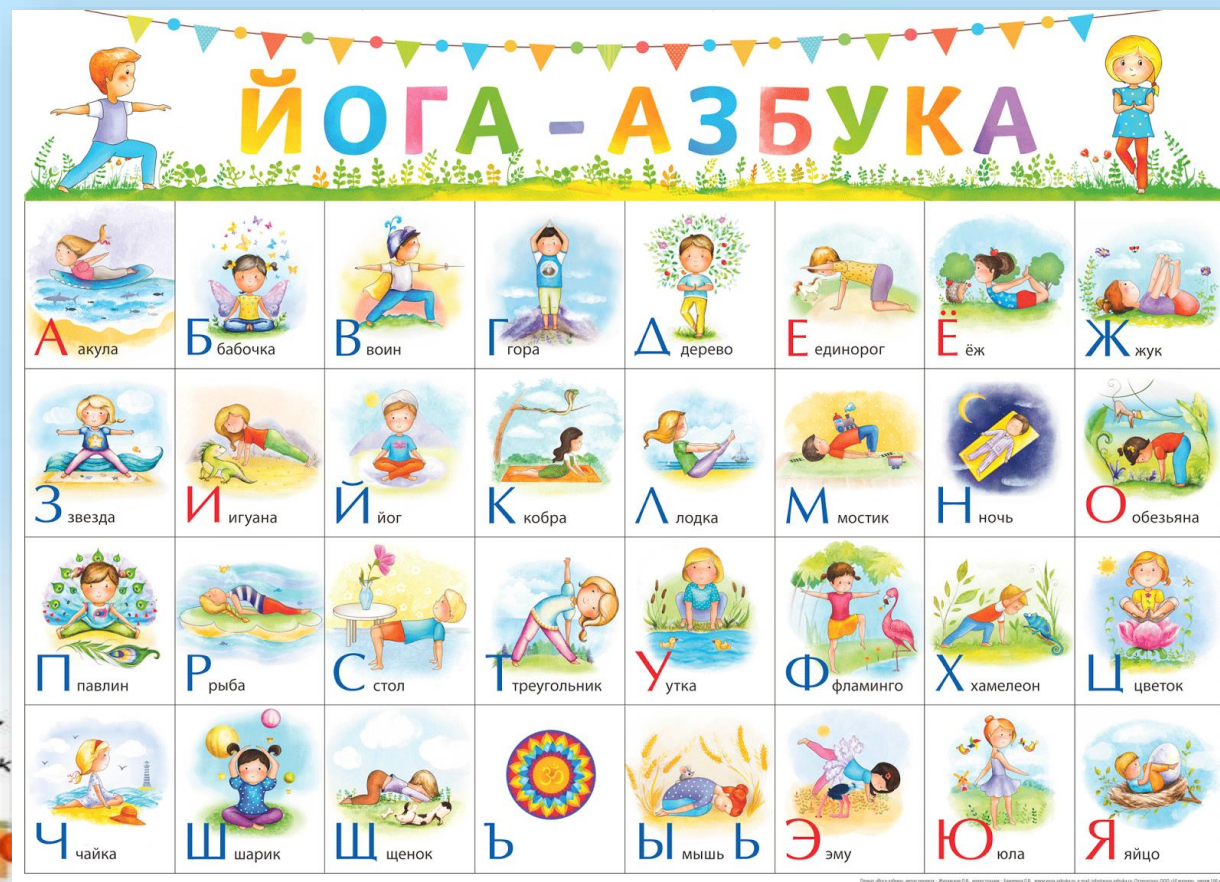 ЙОГА - АЗБУКА
А акула
Б бабочка
В воин
Г гора
Д дерево
Е единорог
Ё ёж
Ж жук
З звезда
И игуана
Й йог
К кобра
Л лодка
М мостик
Н ночь
О обезьяна
П павлин
Р рыба
С стол
Т треугольник
У утка
Ф фламинго
Х хамелеон
Ц цветок
Ч чайка
Ш шарик
Щ щенок
ॐ
Ъ
Ы мышь Ь
Э эму
Ю юла
Я яйцо